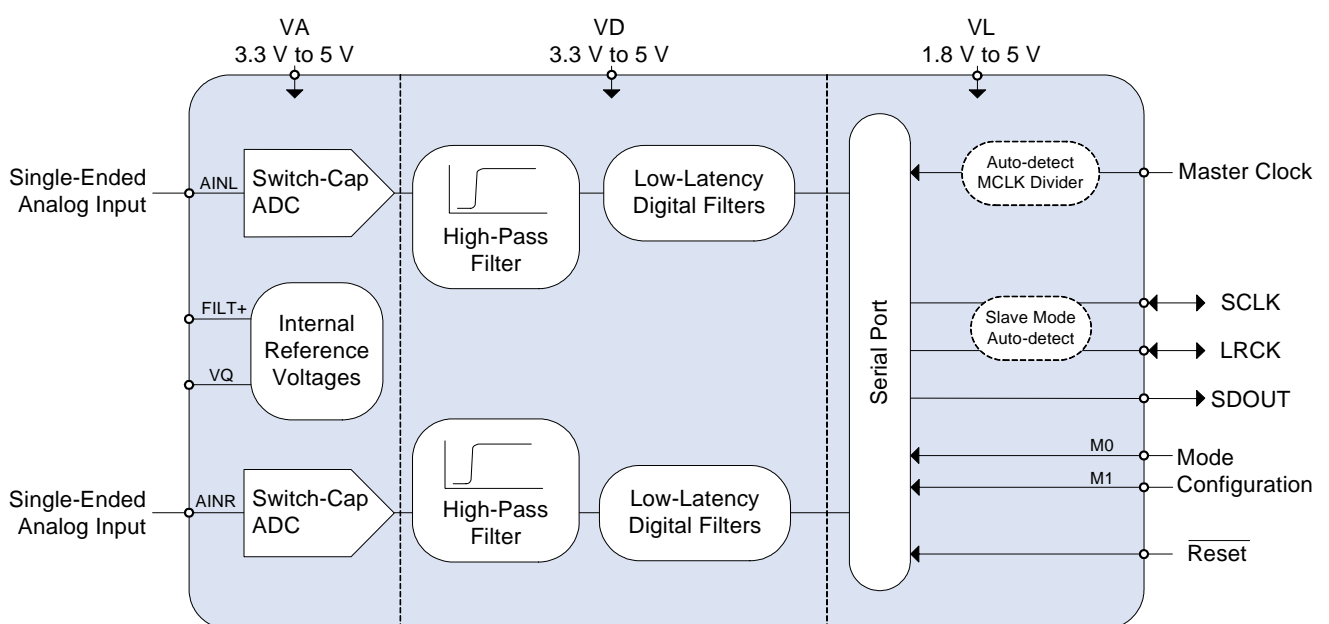 VA
3.3 V to 5 V
VD
3.3 V to 5 V
VL
1.8 V to 5 V
Single-Ended
Analog Input
AINL
Switch-Cap
ADC
High-Pass
Filter
Low-Latency
Digital Filters
Auto-detect
MCLK Divider
Master Clock
FILT+
VQ
Internal
Reference
Voltages
Serial Port
Slave Mode
Auto-detect
SCLK
LRCK
SDOUT
Single-Ended
Analog Input
AINR
Switch-Cap
ADC
High-Pass
Filter
Low-Latency
Digital Filters
M0
M1
Mode
Configuration
Reset